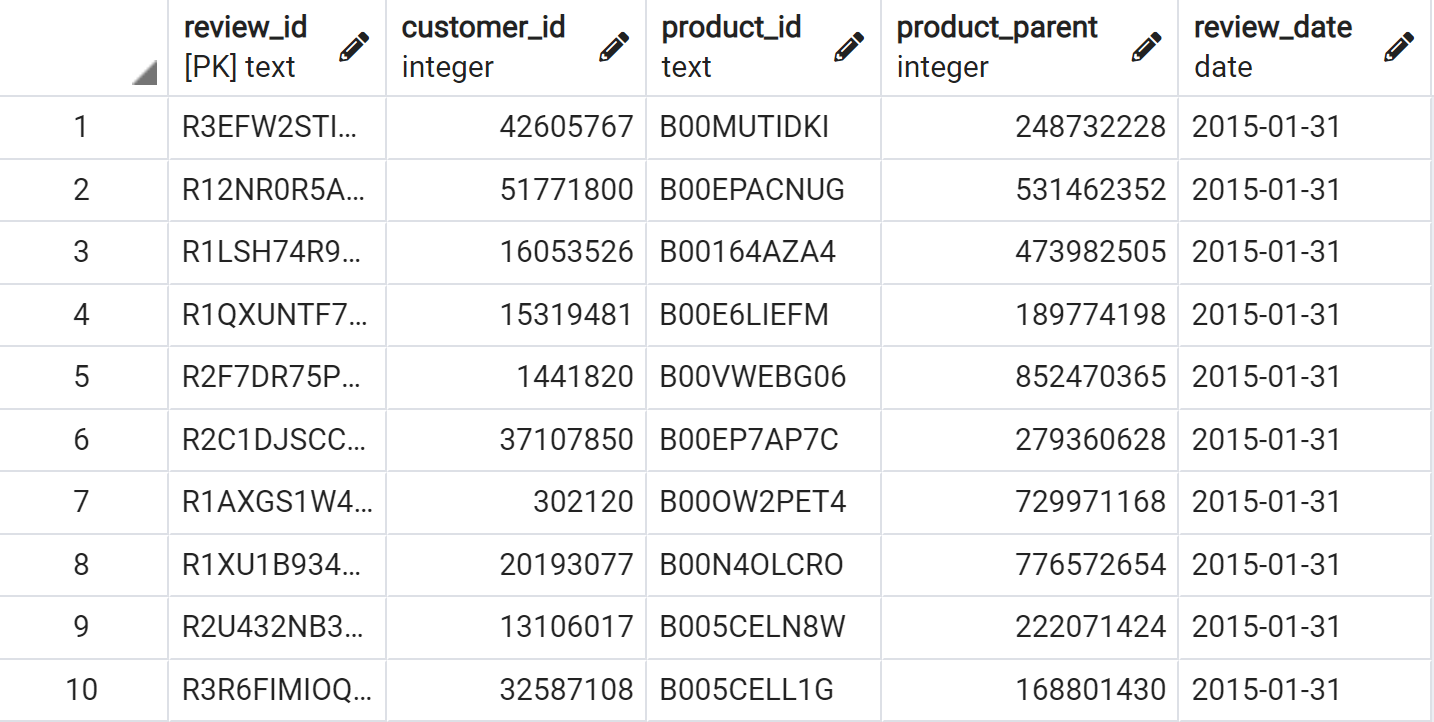 review_id customer_id product_id product_parent review_date
[PK] text integer text integer date
1 R3EFW2STI... 42605767 B00MUTIDKI 248732228 2015-01-31
2 R12NR0R5A... 51771800 B00EPACNUG 531462352 2015-01-31
3 R1LSH74R9... 16053526 B00164AZA4 473982505 2015-01-31
4 R1QXUNTF7... 15319481 B00E6LIEFM 189774198 2015-01-31
5 R2F7DR75P... 1441820 B00VWEBG06 852470365 2015-01-31
6 R2C1DJSCC... 37107850 B00EP7AP7C 279360628 2015-01-31
7 R1AXGS1W4... 302120 B00OW2PET4 729971168 2015-01-31
8 R1XU1B934... 20193077 B00N4OLCRO 776572654 2015-01-31
9 R2U432NB3... 13106017 B005CELN8W 222071424 2015-01-31
10 R3R6FIMIOQ... 32587108 B005CELL1G 168801430 2015-01-31